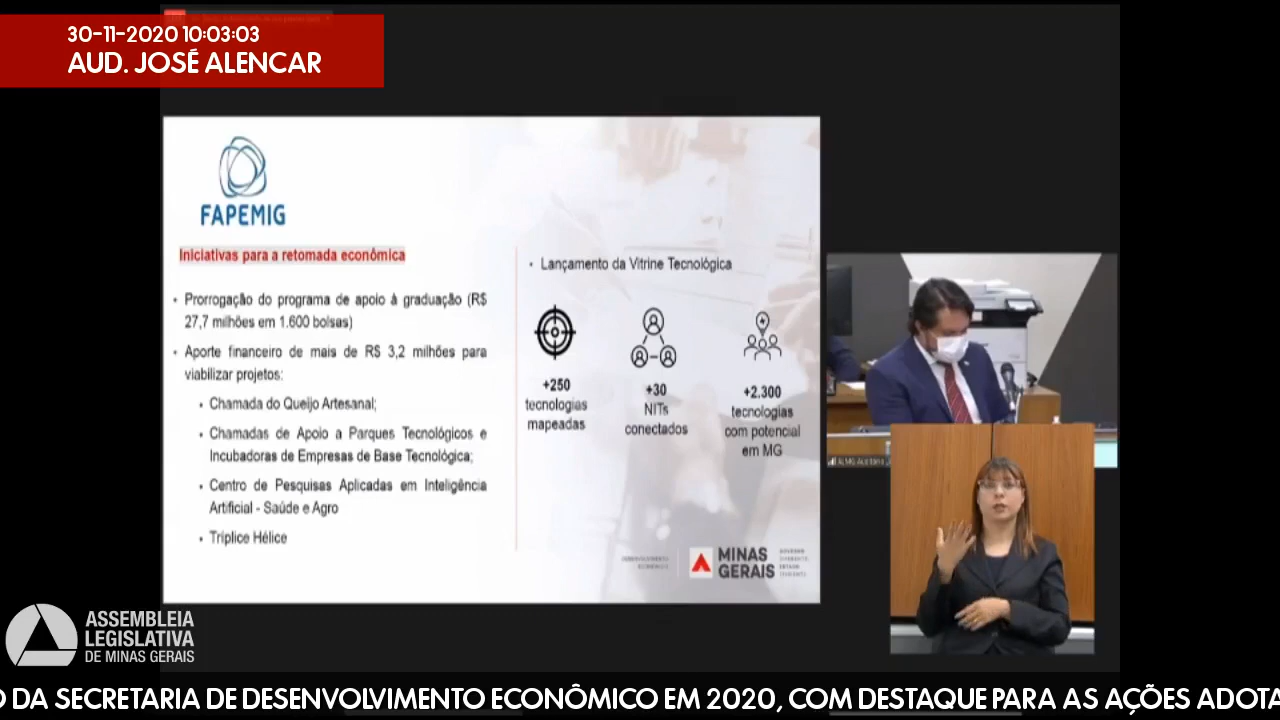 30-11-2020 10:03:03
AUD. JOSÉ ALENCAR
FAPEMIG
Iniciativas para a retomada econômica
• Prorrogação do programa de apoio à graduação (R$
27,7 milhões em 1.600 bolsas)
• Aporte financeiro de mais de R$ 3,2 milhões para
viabilizar projetos:
• Chamada do Queijo Artesanal;
• Chamadas de Apoio a Parques Tecnológicos e
Incubadoras de Empresas de Base Tecnológica;
• Centro de Pesquisas Aplicadas em Inteligência
Artificial - Saúde e Agro
• Tríplice Hélice
• Lançamento da Vitrine Tecnológica
+250
tecnologias
mapeadas
+30
NITs
conectados
+2.300
tecnologias
com potencial
em MG
DESENVOLVIMENTO
ECONÔMICO
MINAS
GERAIS
ASSEMBLEIA
LEGISLATIVA
DE MINAS GERAIS
O DA SECRETARIA DE DESENVOLVIMENTO ECONÔMICO EM 2020, COM DESTAQUE PARA AS AÇÕES ADOTA